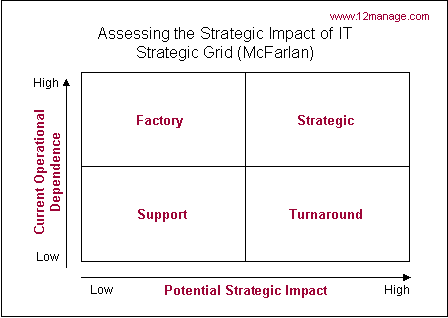 www.12manage.com
Assessing the Strategic Impact of IT
Strategic Grid (McFarlan)
High
Factory
Strategic
Current Operational
Dependence
Support
Turnaround
Low
Low
Potential Strategic Impact
High